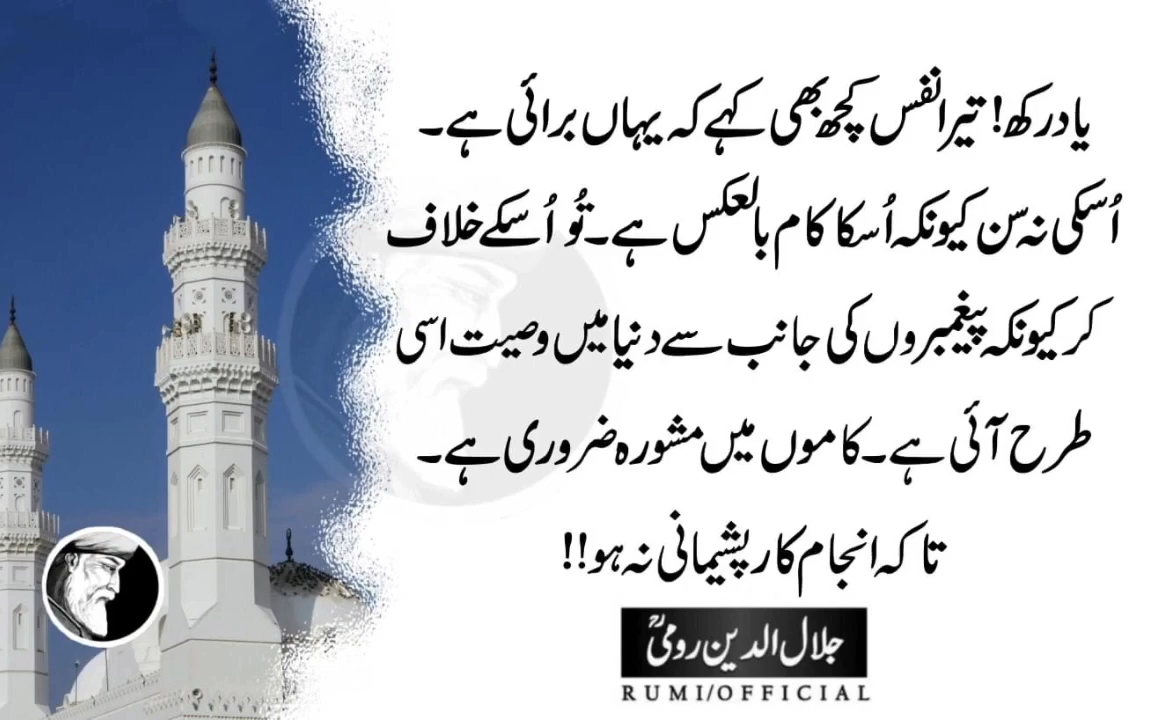 یاد رکھ! تیرا نفس کچھ بھی کہے کہ یہاں برائی ہے۔
اُسکی نہ سن کیونکہ اُسکا کام بالعکس ہے۔ تُو اُسکے خلاف
کر کیونکہ پیغمبروں کی جانب سے دنیا میں وصیت اسی
طرح آئی ہے۔ کاموں میں مشورہ ضروری ہے۔
تاکہ انجام کار پشیمانی نہ ہو!!
جلال الدین رومیؒ
RUMI/OFFICIAL